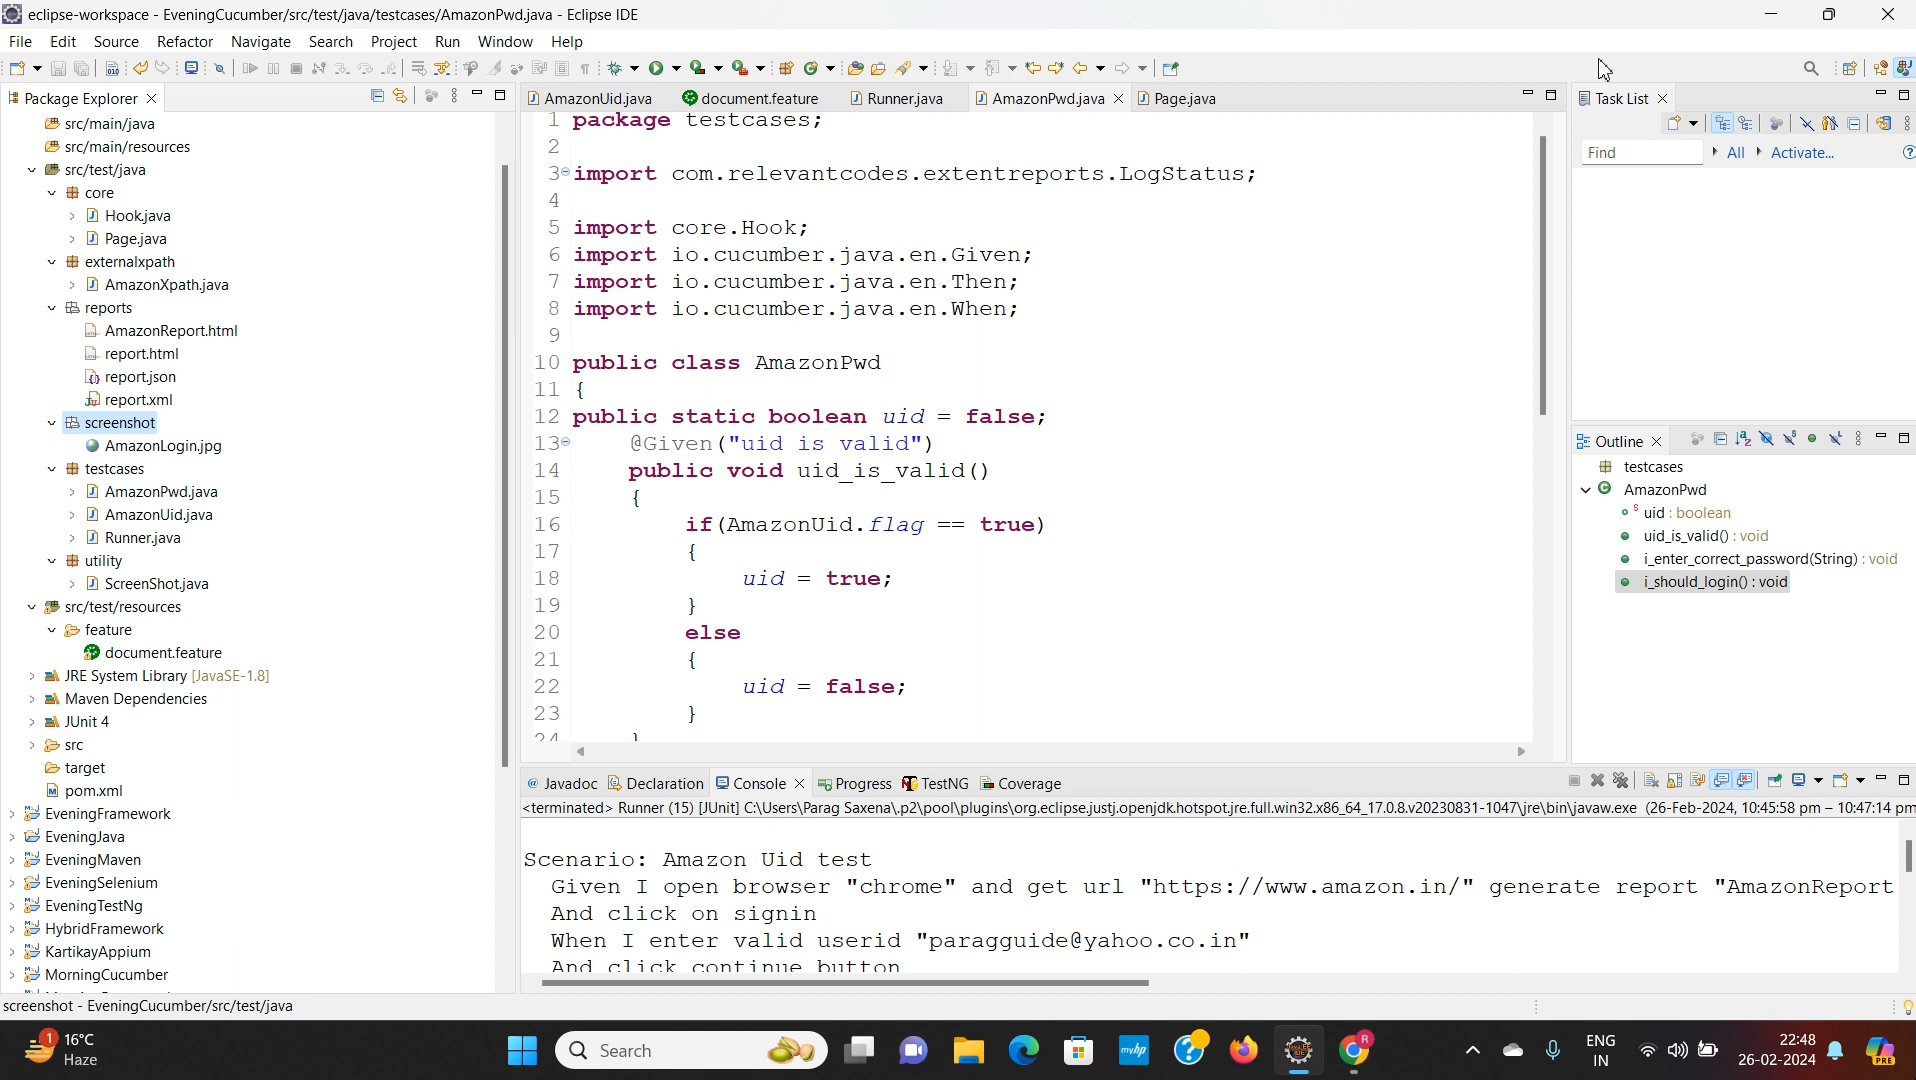 eclipse-workspace - EveningCucumber/src/test/java/testcases/AmazonPwd.java - Eclipse IDE
File Edit Source Refactor Navigate Search Project Run Window Help
Package Explorer
src/main/java
src/main/resources
src/test/java
core
Hook.java
Page.java
externalxpath
AmazonXpath.java
reports
AmazonReport.html
report.html
report.json
report.xml
screenshot
AmazonLogin.jpg
testcases
AmazonPwd.java
AmazonUid.java
Runner.java
utility
ScreenShot.java
src/test/resources
feature
document.feature
JRE System Library [JavaSE-1.8]
Maven Dependencies
JUnit 4
src
target
pom.xml
EveningFramework
EveningJava
EveningMaven
EveningSelenium
EveningTestNg
HybridFramework
KartikayAppium
MorningCucumber
AmazonUid.java document.feature Runner.java AmazonPwd.java Page.java
1 package testcases;
2
3 import com.relevantcodes.extentreports.LogStatus;
4
5 import core.Hook;
6 import io.cucumber.java.en.Given;
7 import io.cucumber.java.en.Then;
8 import io.cucumber.java.en.When;
9
10 public class AmazonPwd
11 {
12 public static boolean uid = false;
13 @Given("uid is valid")
14 public void uid_is_valid()
15 {
16 if(AmazonUid.flag == true)
17 {
18 uid = true;
19 }
20 else
21 {
22 uid = false;
23 }
24 }
Task List
Find All Activate...
Outline
testcases
AmazonPwd
uid : boolean
uid_is_valid() : void
i_enter_correct_password(String) : void
i_should_login() : void
Javadoc Declaration Console Progress TestNG Coverage
<terminated> Runner (15) [JUnit] C:\Users\Parag Saxena\.p2\pool\plugins\org.eclipse.justj.openjdk.hotspot.jre.full.win32.x86_64_17.0.8.v20230831-1047\jre\bin\javaw.exe (26-Feb-2024, 10:45:58 pm – 10:47:14 pm
Scenario: Amazon Uid test
Given I open browser "chrome" and get url "https://www.amazon.in/" generate report "AmazonReport
And click on signin
When I enter valid userid "paragguide@yahoo.co.in"
And click continue button
screenshot - EveningCucumber/src/test/java
1
16°C
Haze
Search
myhp
R
ENG
IN
22:48
26-02-2024
PRE